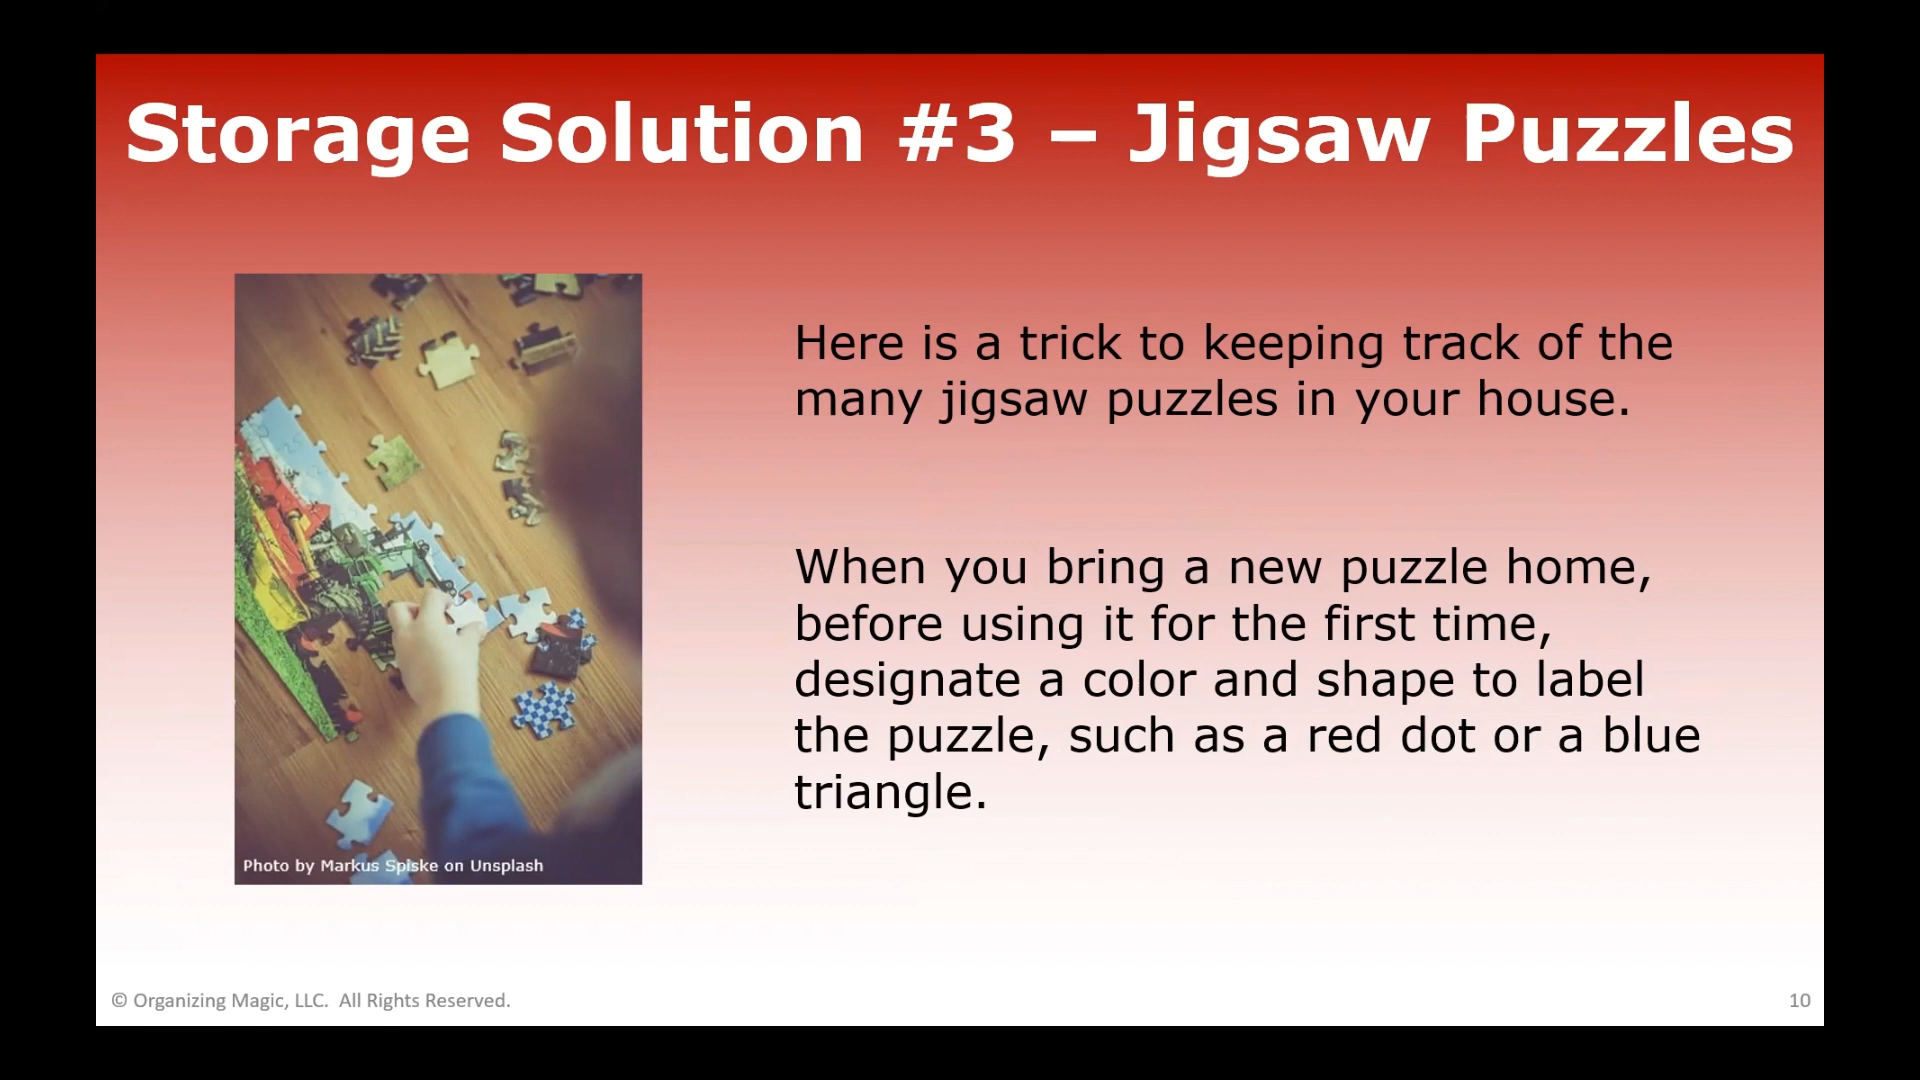 Storage Solution #3 – Jigsaw Puzzles
Here is a trick to keeping track of the
many jigsaw puzzles in your house.
When you bring a new puzzle home,
before using it for the first time,
designate a color and shape to label
the puzzle, such as a red dot or a blue
triangle.
Photo by Markus Spiske on Unsplash
© Organizing Magic, LLC. All Rights Reserved.
10